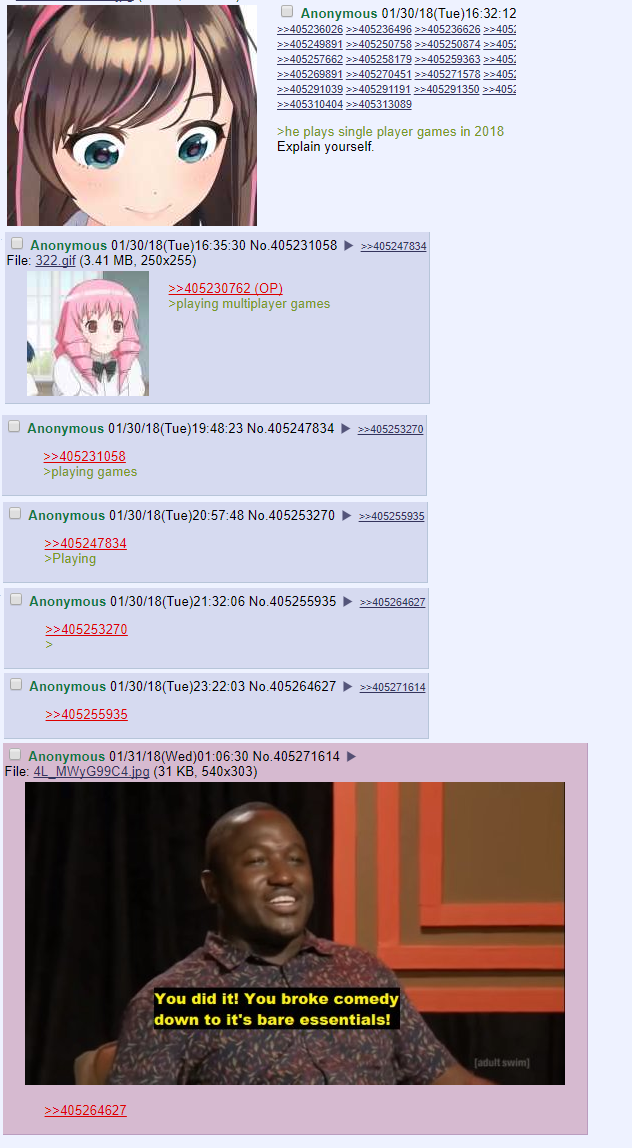 Anonymous 01/30/18(Tue)16:32:12
>>405236026 >>405236496 >>405236626 >>4052
>>405249891 >>405250758 >>405250874 >>4052
>>405257662 >>405258179 >>405259363 >>4052
>>405269891 >>405270451 >>405271578 >>4052
>>405291039 >>405291191 >>405291350 >>4052
>>405310404 >>405313089
>he plays single player games in 2018
Explain yourself.
Anonymous 01/30/18(Tue)16:35:30 No.405231058 ▶ >>405247834
File: 322.gif (3.41 MB, 250x255)
>>405230762 (OP)
>playing multiplayer games
Anonymous 01/30/18(Tue)19:48:23 No.405247834 ▶ >>405253270
>>405231058
>playing games
Anonymous 01/30/18(Tue)20:57:48 No.405253270 ▶ >>405255935
>>405247834
>Playing
Anonymous 01/30/18(Tue)21:32:06 No.405255935 ▶ >>405264627
>>405253270
>
Anonymous 01/30/18(Tue)23:22:03 No.405264627 ▶ >>405271614
>>405255935
Anonymous 01/31/18(Wed)01:06:30 No.405271614 ▶
File: 4L_MWyG99C4.jpg (31 KB, 540x303)
You did it! You broke comedy
down to it's bare essentials!
[adult swim]
>>405264627